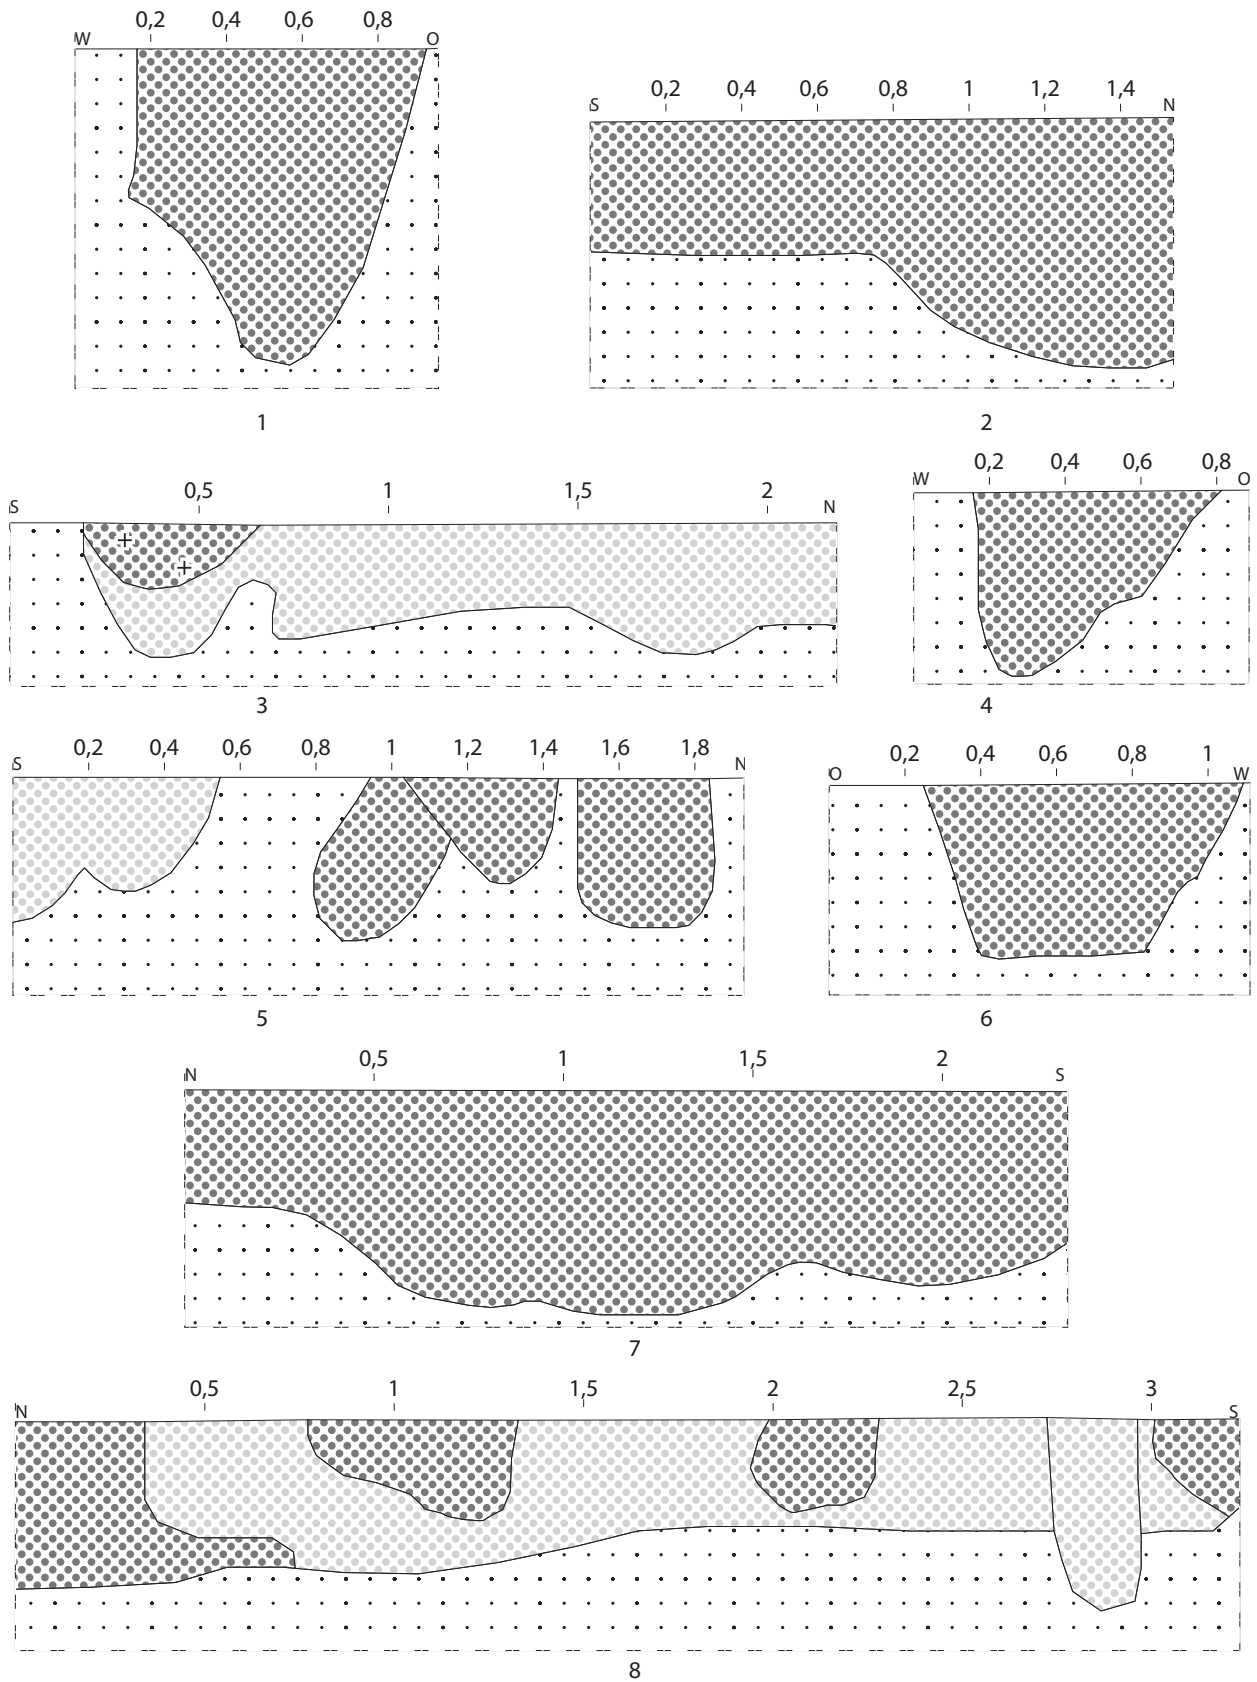 0,2 0,4 0,6 0,8
W O
1
0,2 0,4 0,6 0,8 1 1,2 1,4
S N
2
0,5 1 1,5 2
S N
3
0,2 0,4 0,6 0,8
W O
4
0,2 0,4 0,6 0,8 1 1,2 1,4 1,6 1,8
S N
5
0,2 0,4 0,6 0,8 1
O W
6
0,5 1 1,5 2
N S
7
0,5 1 1,5 2 2,5 3
N S
8